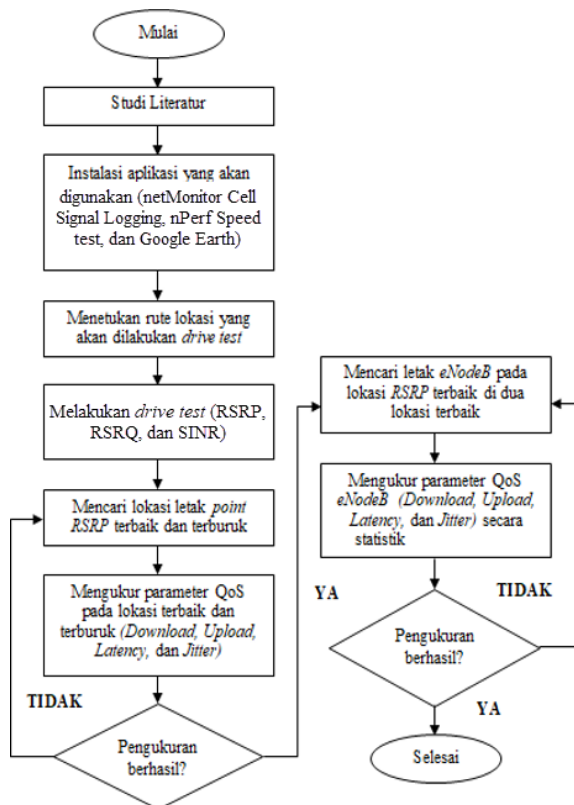 Mulai
Studi Literatur
Instalasi aplikasi yang akan
digunakan (netMonitor Cell
Signal Logging, nPerf Speed
test, dan Google Earth)
Menetukan rute lokasi yang
akan dilakukan drive test
Melakukan drive test (RSRP,
RSRQ, dan SINR)
Mencari lokasi letak point
RSRP terbaik dan terburuk
Mengukur parameter QoS
pada lokasi terbaik dan
terburuk (Download, Upload,
Latency, dan Jitter)
TIDAK
Pengukuran
berhasil?
YA
Mencari letak eNodeB pada
lokasi RSRP terbaik di dua
lokasi terbaik
Mengukur parameter QoS
eNodeB (Download, Upload,
Latency, dan Jitter) secara
statistik
TIDAK
Pengukuran
berhasil?
YA
Selesai